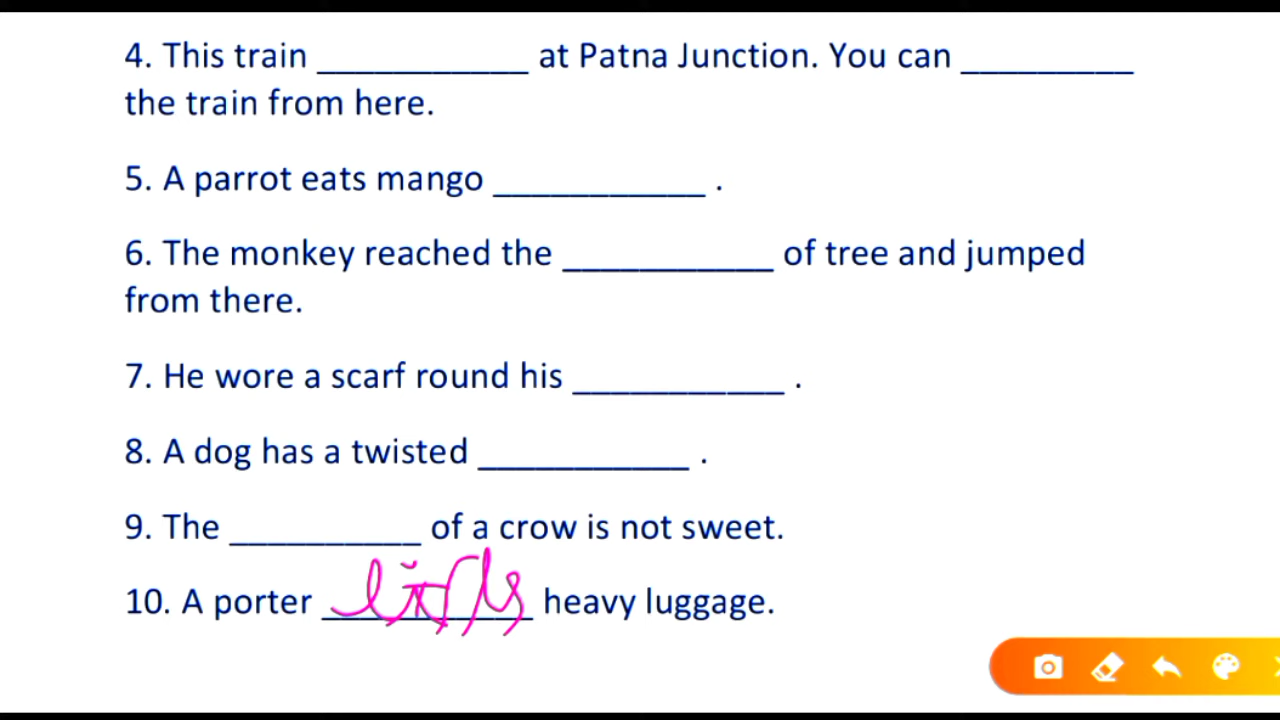 4. This train ___________ at Patna Junction. You can _________
the train from here.
5. A parrot eats mango ___________ .
6. The monkey reached the ___________ of tree and jumped
from there.
7. He wore a scarf round his ___________ .
8. A dog has a twisted ___________ .
9. The __________ of a crow is not sweet.
10. A porter lifts heavy luggage.